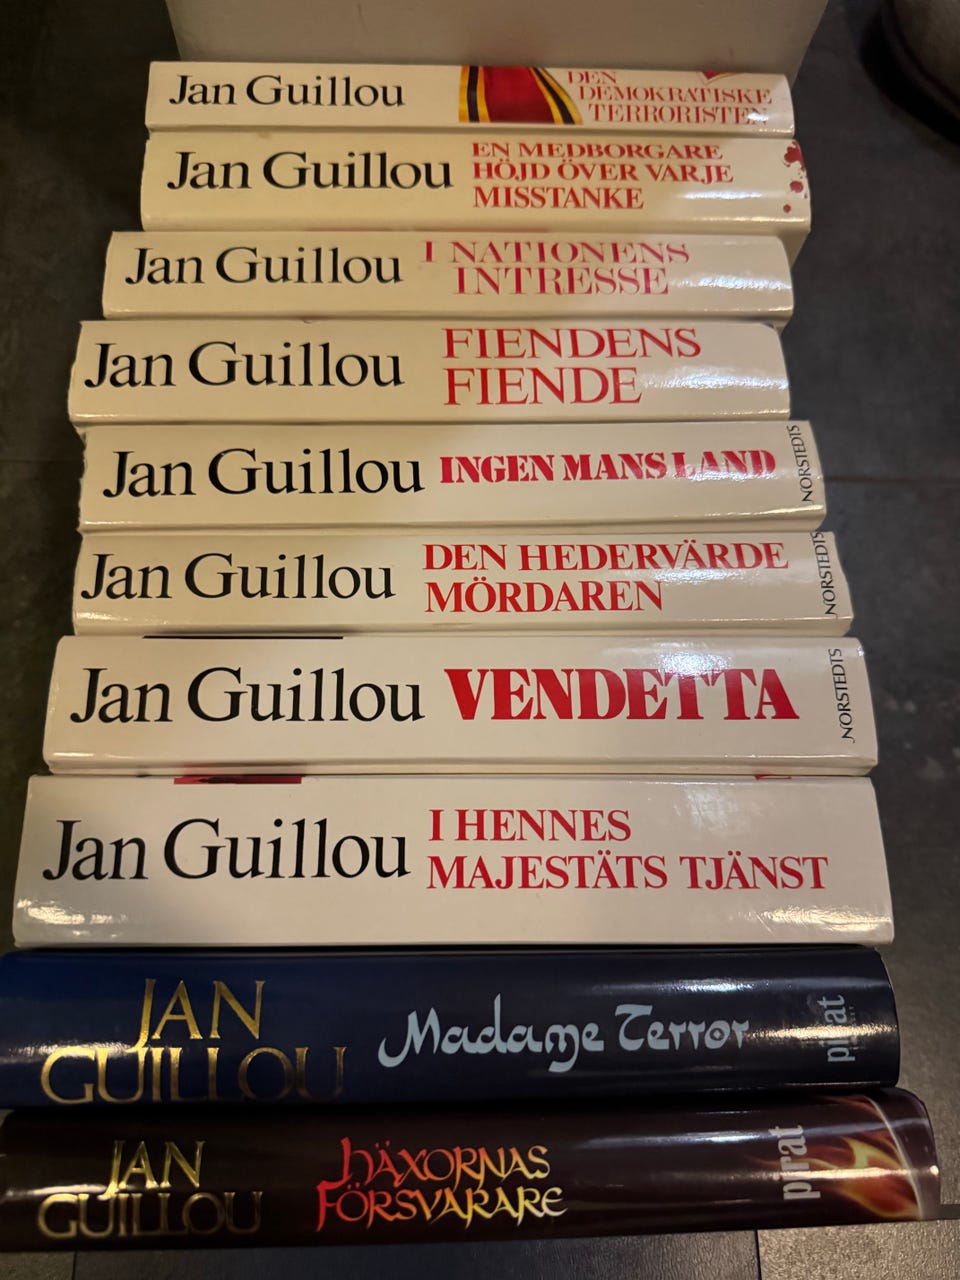 Jan Guillou
DEN
DEMOKRATISKE
TERRORISTEN
Jan Guillou
EN MEDBORGARE
HÖJD ÖVER VARJE
MISSTANKE
Jan Guillou
I NATIONENS
INTRESSE
Jan Guillou
FIENDENS
FIENDE
Jan Guillou
INGEN MANS LAND
NORSTEDTS
Jan Guillou
DEN HEDERVÄRDE
MÖRDAREN
NORSTEDTS
Jan Guillou
VENDETTA
NORSTEDTS
Jan Guillou
I HENNES
MAJESTÄTS TJÄNST
JAN
GUILLOU
Madame Terror
pirat
JAN
GUILLOU
HÄXORNAS
FÖRSVARARE
pirat